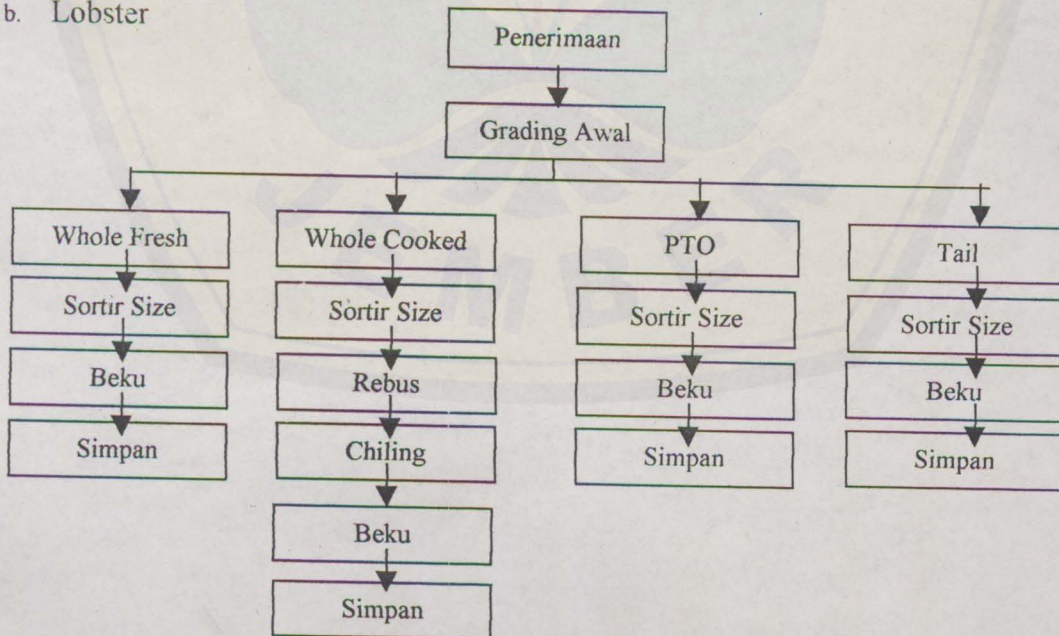 b. Lobster
Penerimaan
Grading Awal
Whole Fresh
Sortir Size
Beku
Simpan
Whole Cooked
Sortir Size
Rebus
Chiling
Beku
Simpan
PTO
Sortir Size
Beku
Simpan
Tail
Sortir Size
Beku
Simpan
JEMBER